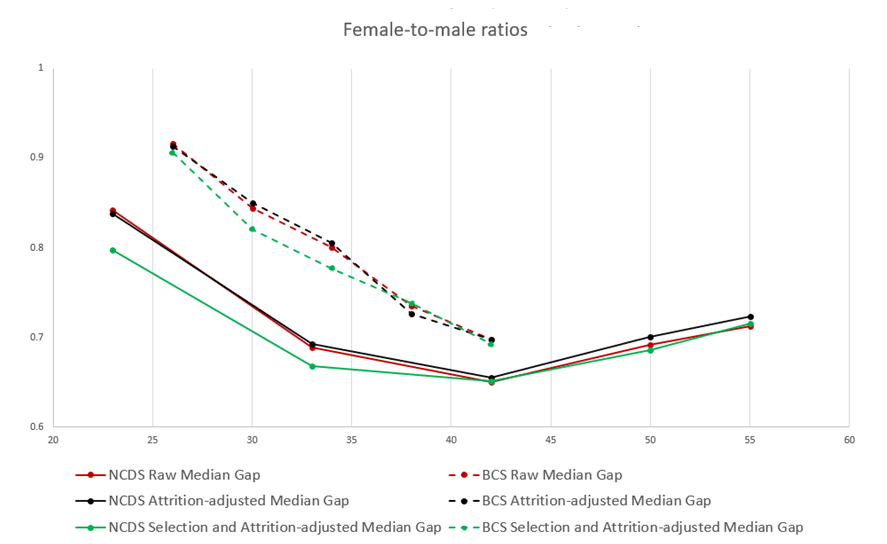 Female-to-male ratios
1
0.9
0.8
0.7
0.6
20 25 30 35 40 45 50 55 60
NCDS Raw Median Gap BCS Raw Median Gap
NCDS Attrition-adjusted Median Gap BCS Attrition-adjusted Median Gap
NCDS Selection and Attrition-adjusted Median Gap BCS Selection and Attrition-adjusted Median Gap